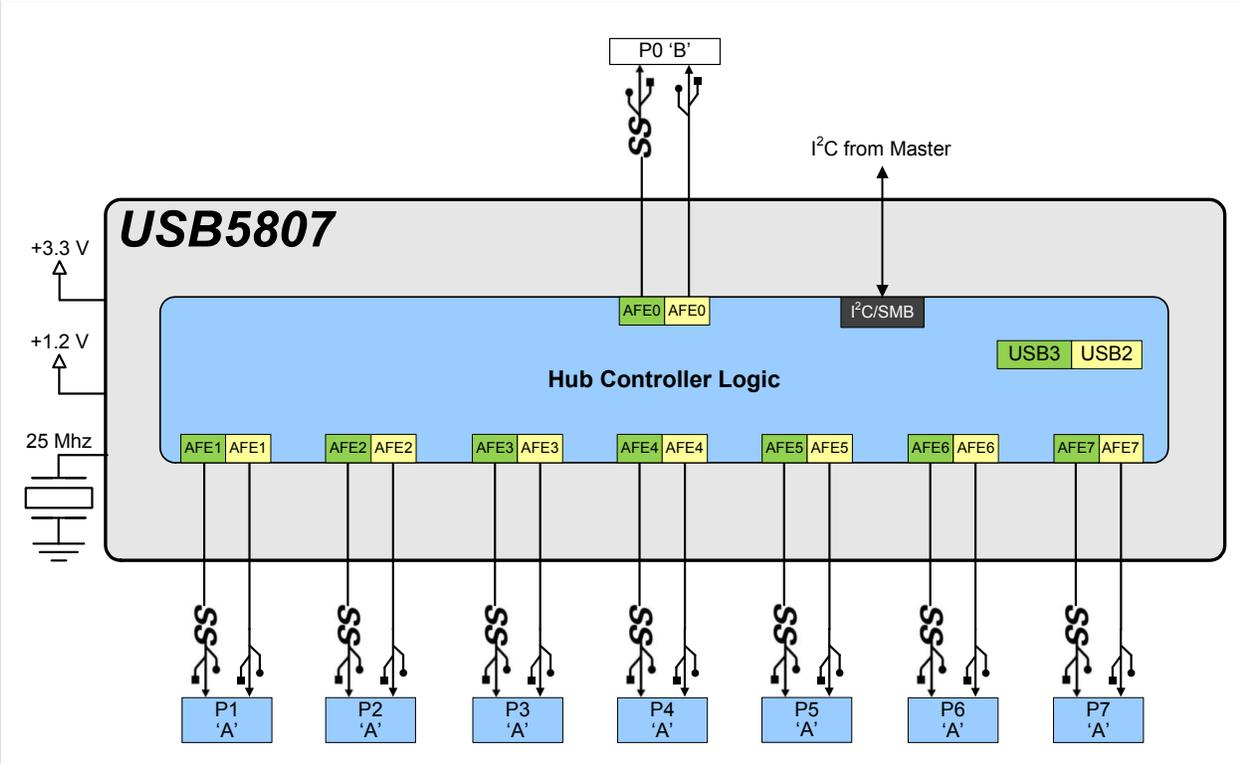 P0 ‘B’
SS
I²C from Master
USB5807
+3.3 V
AFE0 AFE0
I²C/SMB
+1.2 V
USB3 USB2
Hub Controller Logic
25 Mhz
AFE1 AFE1 AFE2 AFE2 AFE3 AFE3 AFE4 AFE4 AFE5 AFE5 AFE6 AFE6 AFE7 AFE7
SS SS SS SS SS SS SS
P1
‘A’
P2
‘A’
P3
‘A’
P4
‘A’
P5
‘A’
P6
‘A’
P7
‘A’